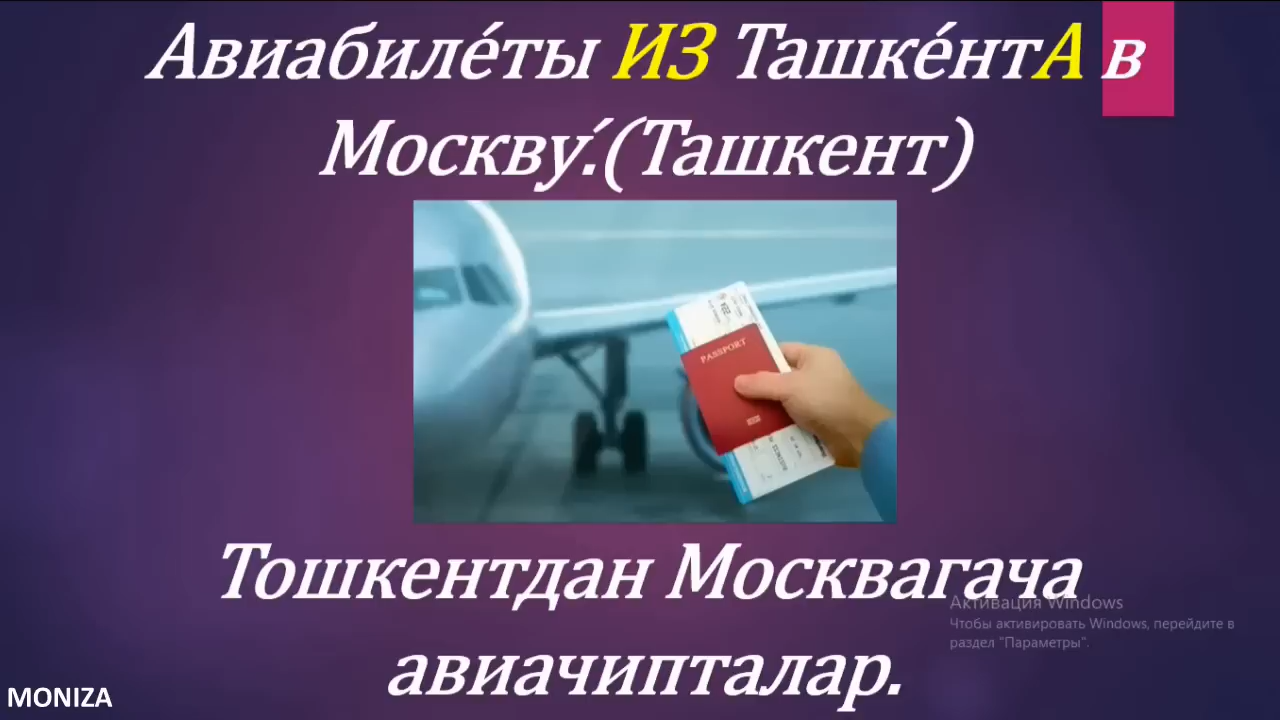 Авиабиле́ты ИЗ Ташке́нтА в
Москву́.(Ташкент)
PASSPORT
Тошкентдан Москвагача
Активация Windows
Чтобы активировать Windows, перейдите в
раздел "Параметры".
авиачипталар.
MONIZA